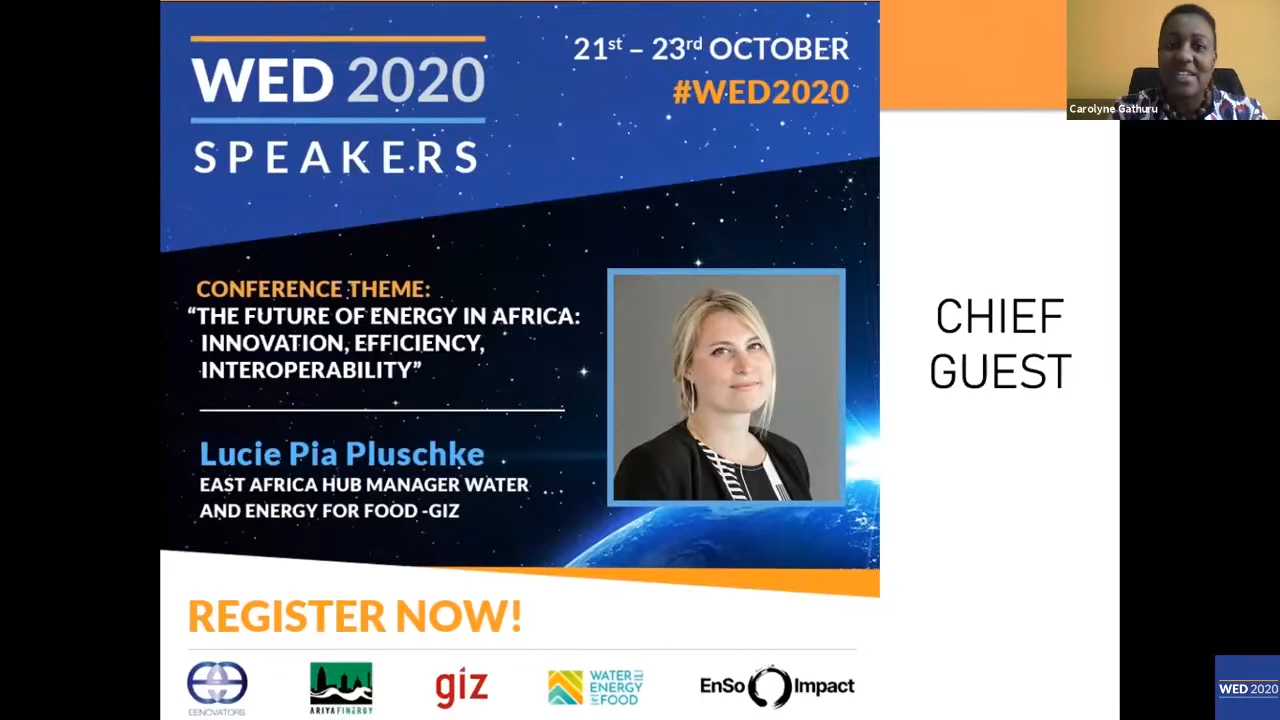 WED 2020
SPEAKERS
21st – 23rd OCTOBER
#WED2020
Carolyne Gathuru
CONFERENCE THEME:
“THE FUTURE OF ENERGY IN AFRICA:
INNOVATION, EFFICIENCY,
INTEROPERABILITY”
Lucie Pia Pluschke
EAST AFRICA HUB MANAGER WATER
AND ENERGY FOR FOOD -GIZ
CHIEF
GUEST
REGISTER NOW!
EENOVATORS
ARIYA FINERGY
giz
WATER
ENERGY
FOOD
EnSo Impact
WED 2020